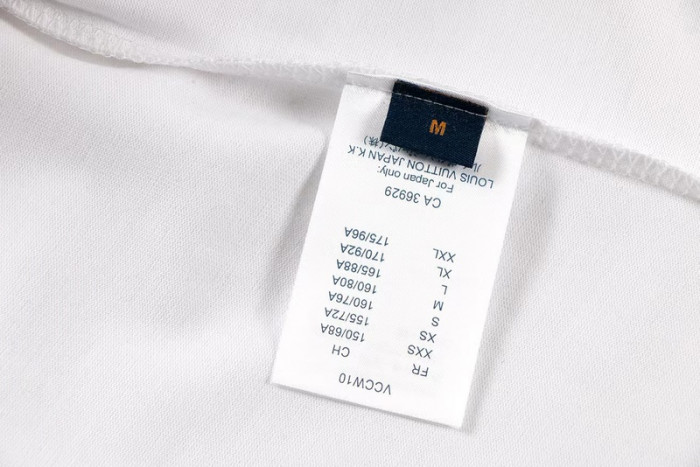 M
VCCW10
FR CH
XXS 150/68A
XS 155/72A
S 160/76A
M 160/80A
L 165/88A
XL 170/92A
XXL 175/96A
CA 36929
For Japan only:
LOUIS VUITTON JAPAN K.K